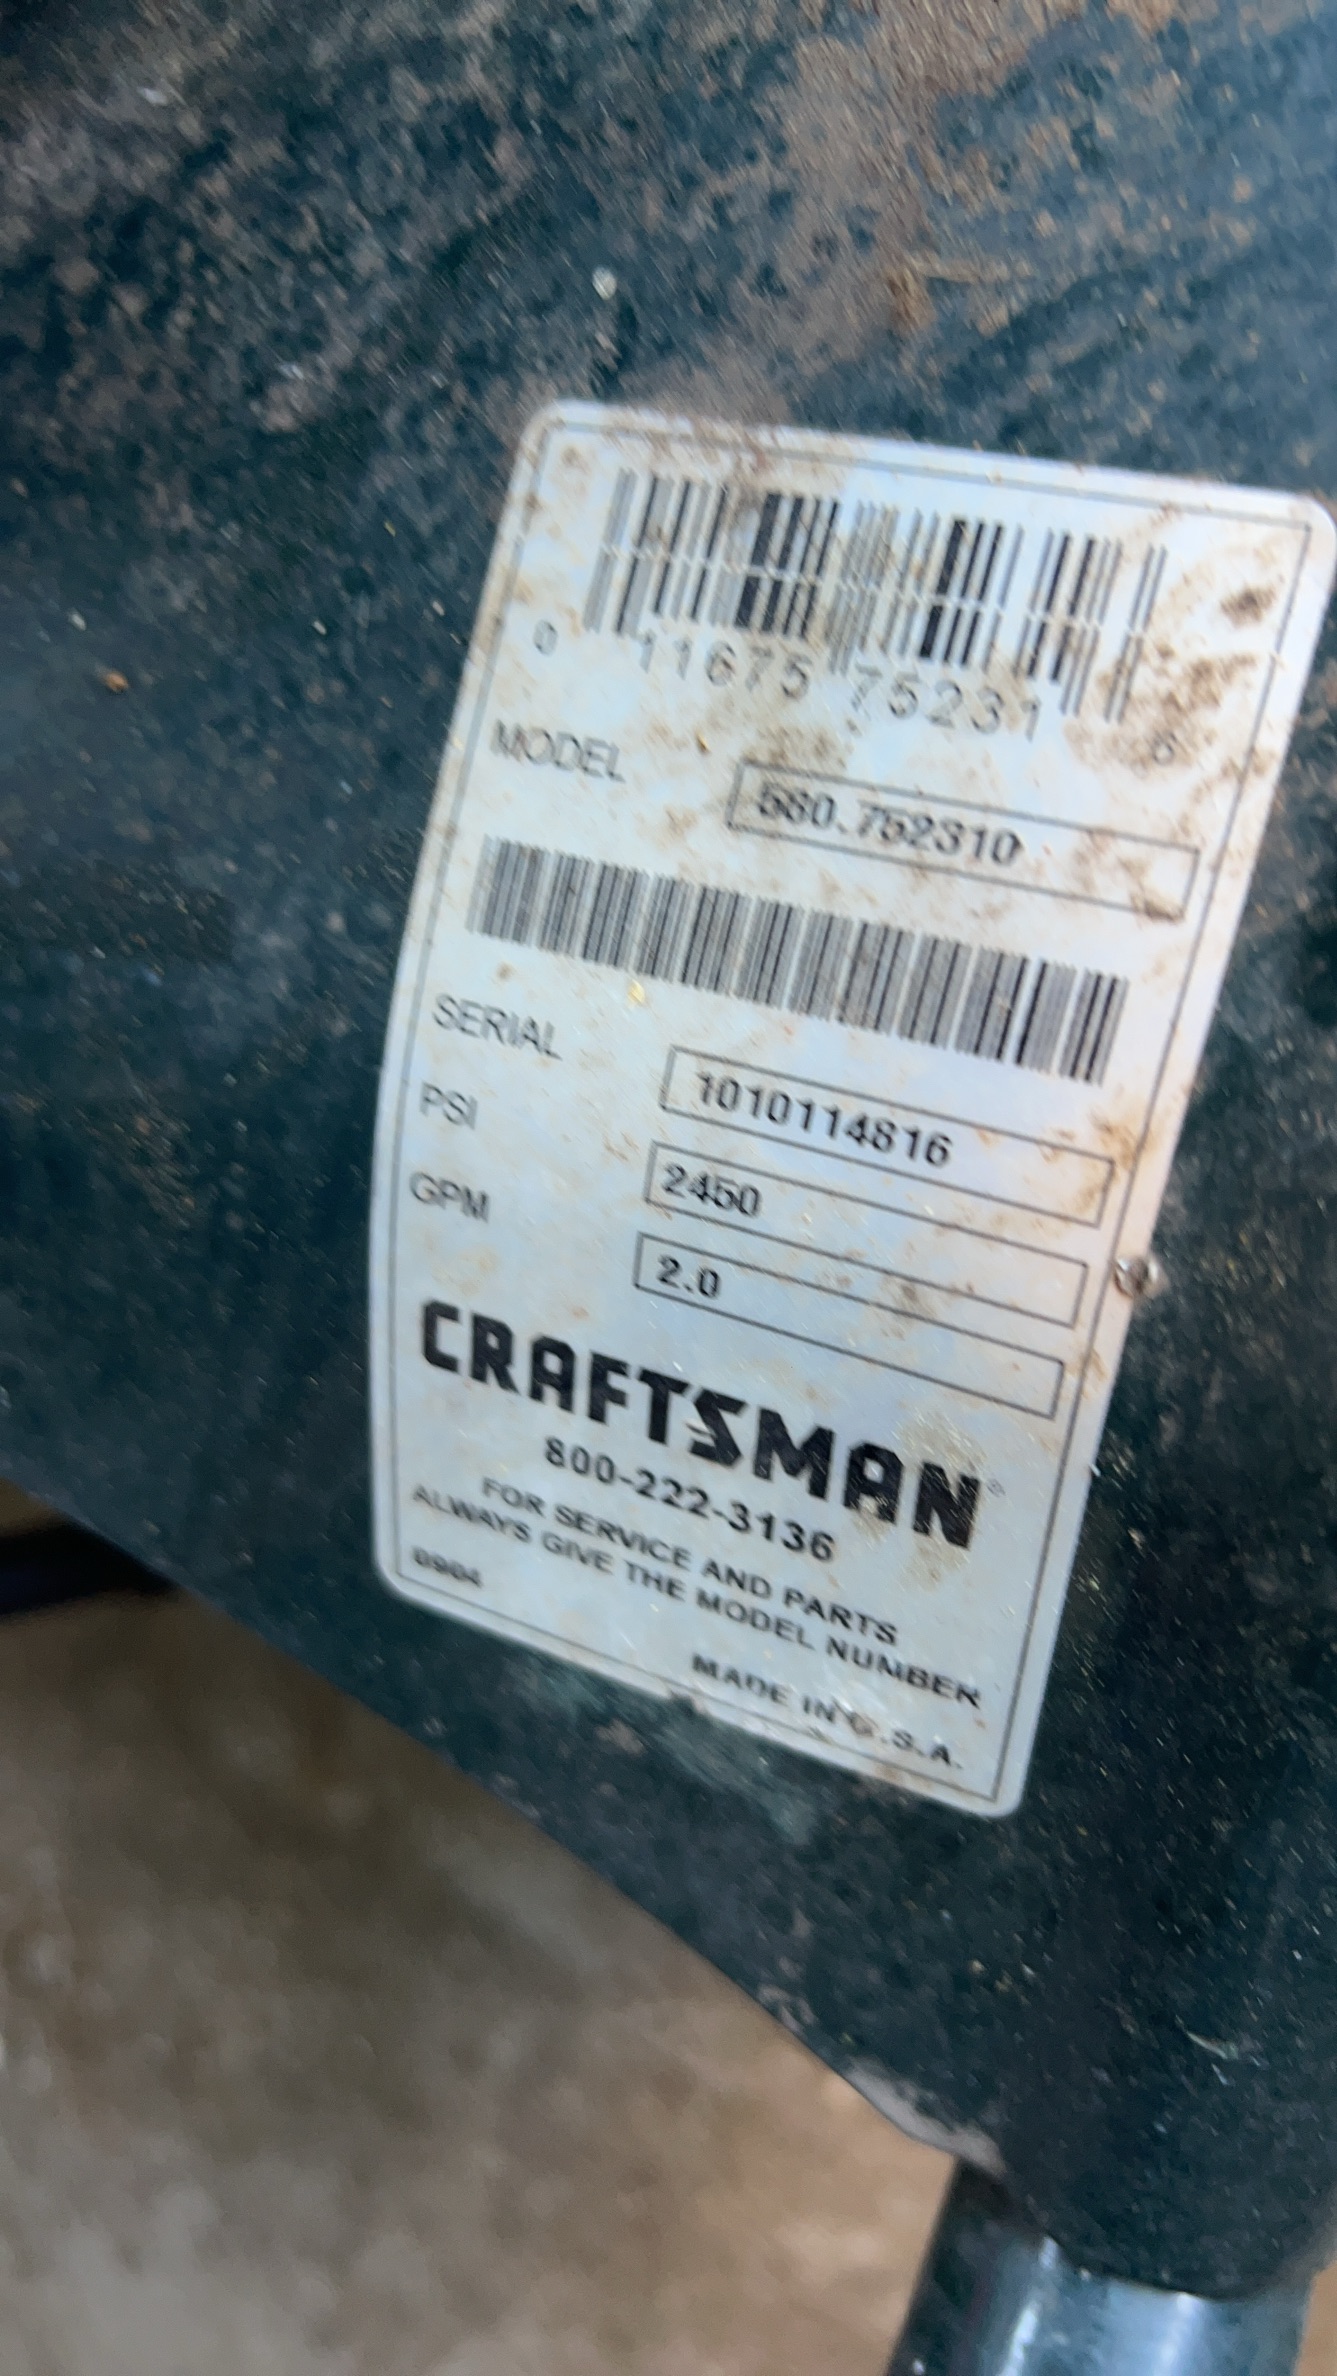 0 11675 75231 6
MODEL 580.752310
SERIAL 1010114816
PSI 2450
GPM 2.0
CRAFTSMAN®
800-222-3136
FOR SERVICE AND PARTS
ALWAYS GIVE THE MODEL NUMBER
0904
MADE IN U.S.A.